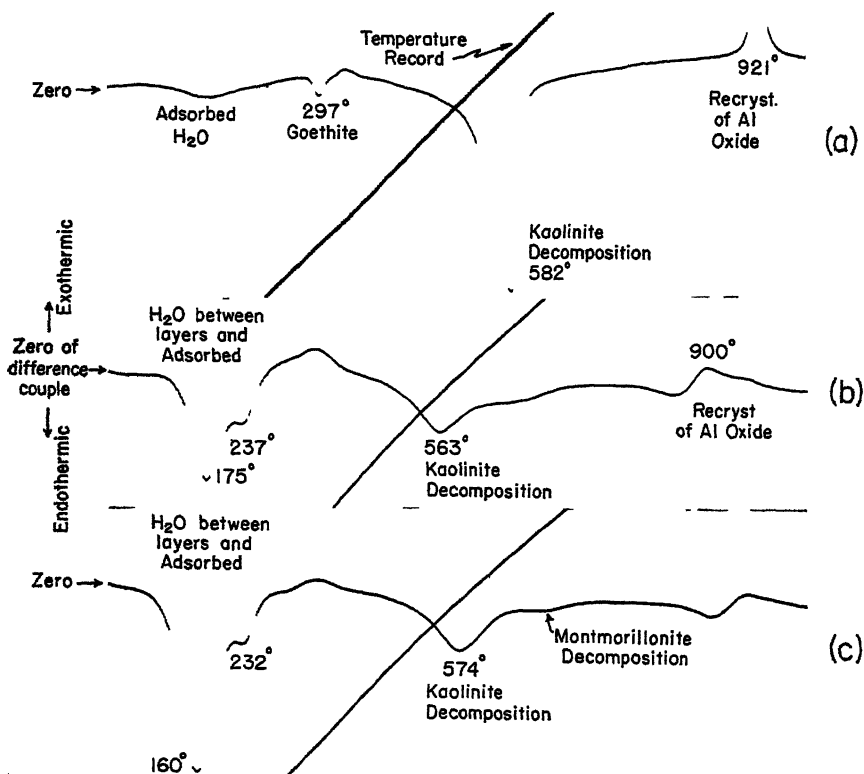 Temperature
Record
Zero
Adsorbed
H₂O
297°
Goethite
921°
Recryst.
of Al
Oxide
(a)
Kaolinite
Decomposition
582°
Exothermic
Zero of
difference
couple
Endothermic
H₂O between
layers and
Adsorbed
237°
175°
563°
Kaolinite
Decomposition
900°
Recryst
of Al Oxide
(b)
H₂O between
layers and
Adsorbed
Zero
232°
160°
574°
Kaolinite
Decomposition
Montmorillonite
Decomposition
(c)